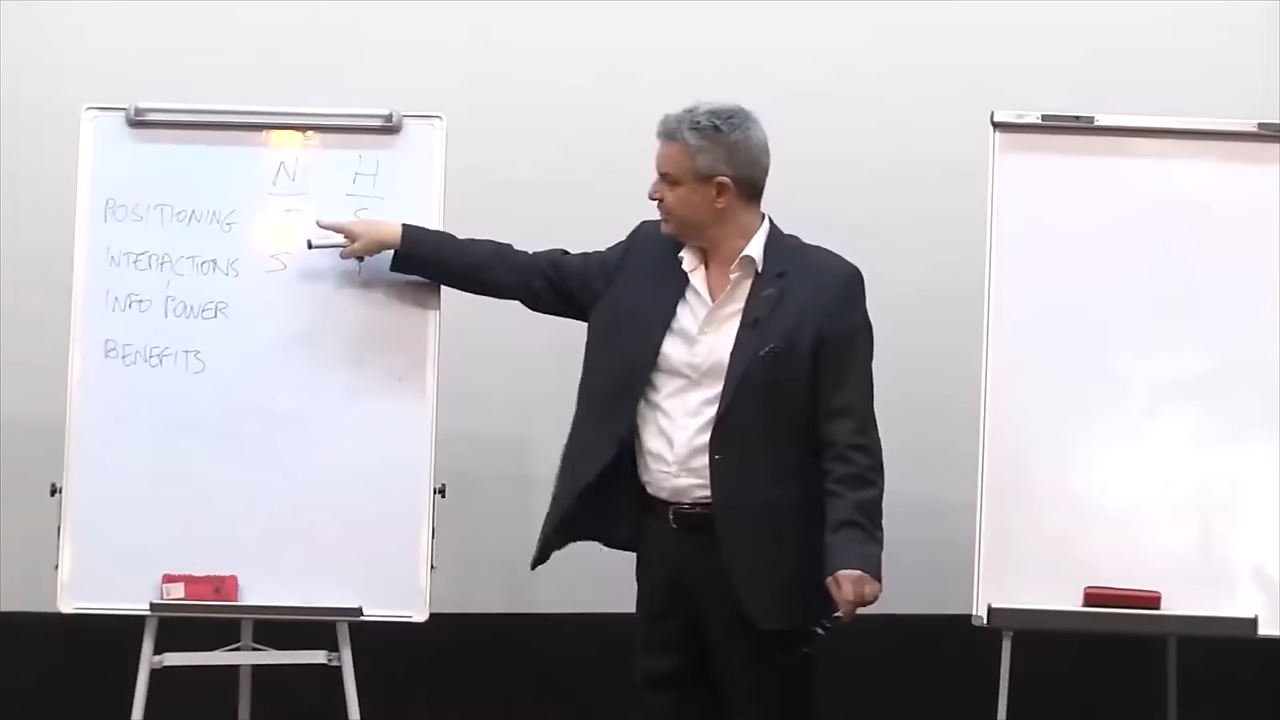 N H
POSITIONING S
INTERACTIONS S
INFO POWER
BENEFITS